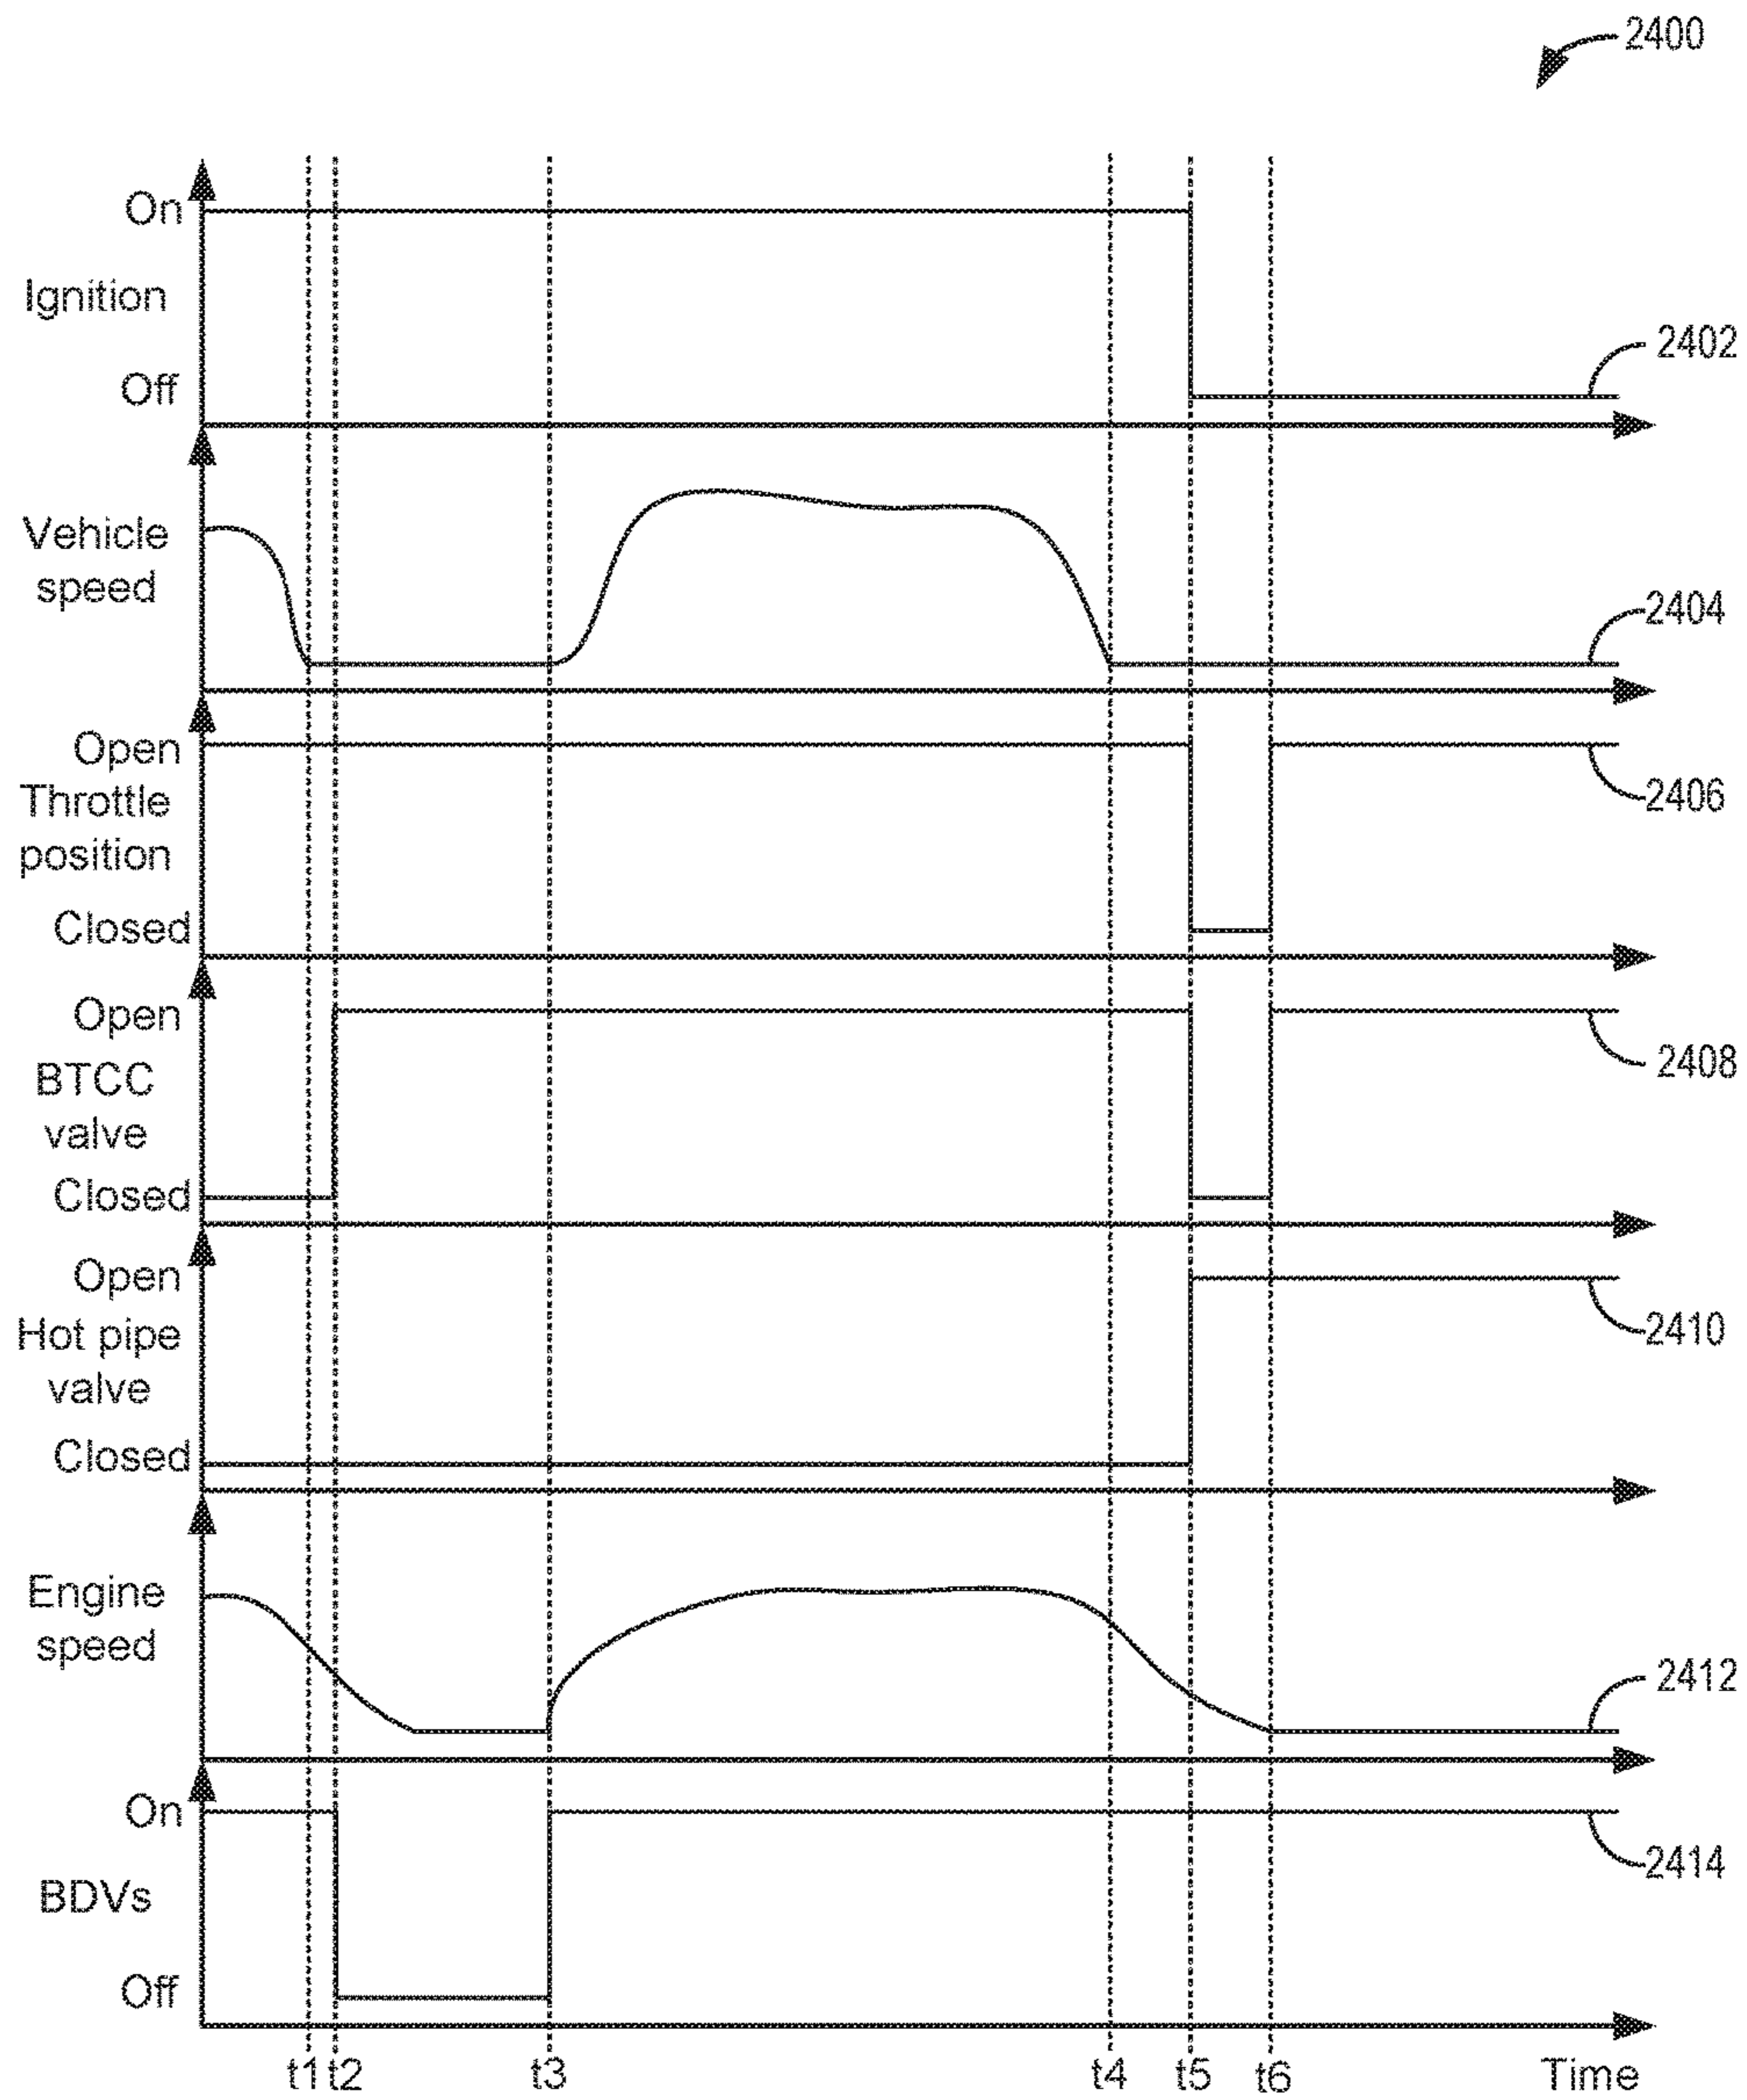 2400
On
Ignition
Off
2402
Vehicle
speed
2404
Open
Throttle
position
Closed
2406
Open
BTCC
valve
Closed
2408
Open
Hot pipe
valve
Closed
2410
Engine
speed
2412
On
BDVs
Off
2414
t1 t2 t3 t4 t5 t6 Time